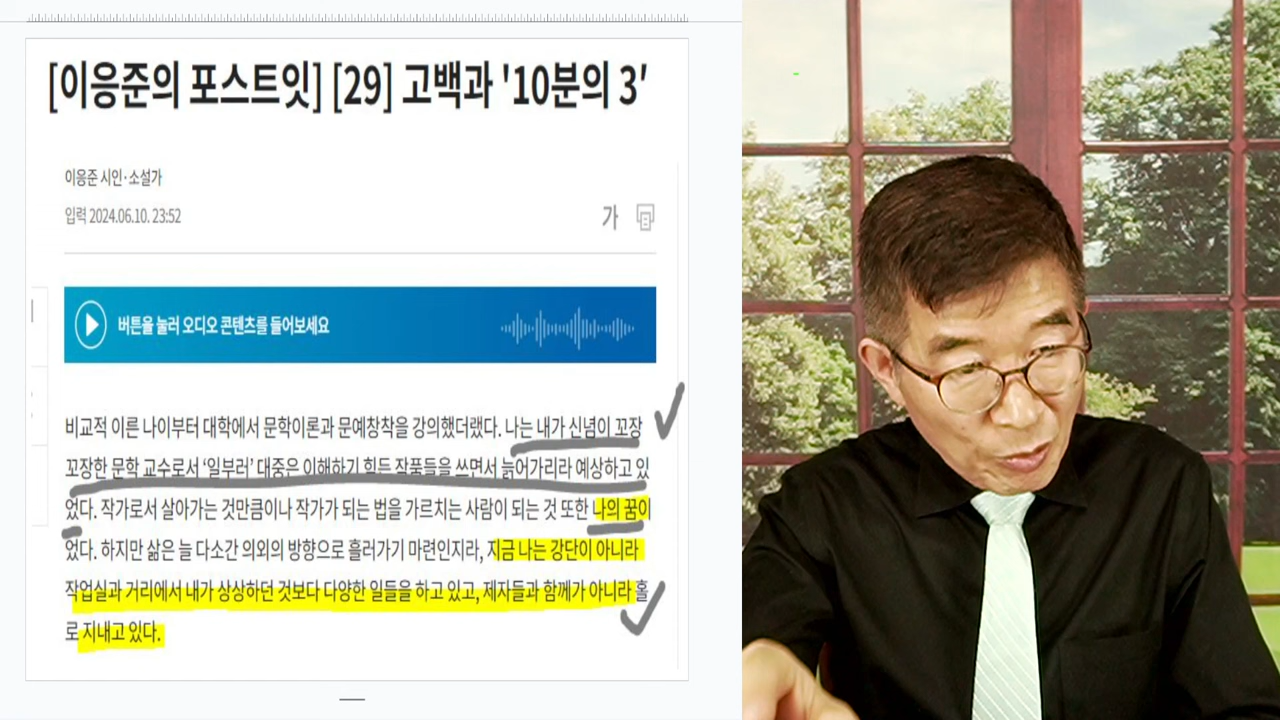 [이응준의 포스트잇] [29] 고백과 '10분의 3'
이응준 시인·소설가
입력 2024.06.10. 23:52
가
버튼을 눌러 오디오 콘텐츠를 들어보세요
비교적 이른 나이부터 대학에서 문학이론과 문예창작을 강의했더랬다. 나는 내가 신념이 꼬장
꼬장한 문학 교수로서 '일부러' 대중은 이해하기 힘든 작품들을 쓰면서 늙어가리라 예상하고 있
었다. 작가로서 살아가는 것만큼이나 작가가 되는 법을 가르치는 사람이 되는 것 또한 나의 꿈이
었다. 하지만 삶은 늘 다소간 의외의 방향으로 흘러가기 마련인지라, 지금 나는 강단이 아니라
작업실과 거리에서 내가 상상하던 것보다 다양한 일들을 하고 있고, 제자들과 함께가 아니라 홀
로 지내고 있다.